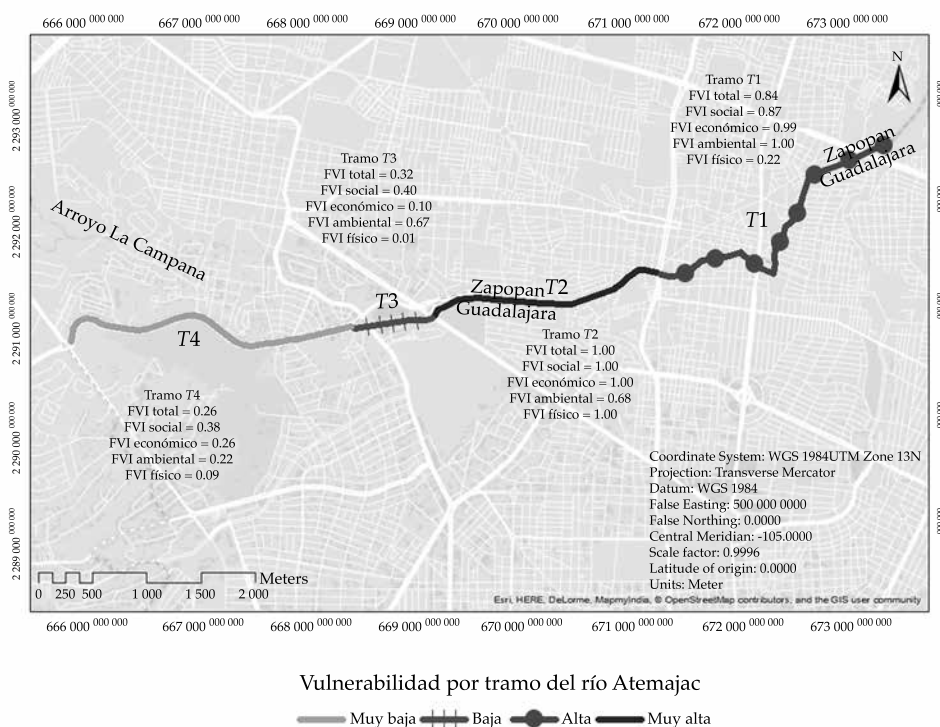 666 000 000 000 667 000 000 000 668 000 000 000 669 000 000 000 670 000 000 000 671 000 000 000 672 000 000 000 673 000 000 000
N
2 293 000 000 000
2 292 000 000 000
2 291 000 000 000
2 290 000 000 000
2 289 000 000 000
Tramo T1
FVI total = 0.84
FVI social = 0.87
FVI económico = 0.99
FVI ambiental = 1.00
FVI físico = 0.22
Zapopan
Guadalajara
T1
Tramo T3
FVI total = 0.32
FVI social = 0.40
FVI económico = 0.10
FVI ambiental = 0.67
FVI físico = 0.01
Arroyo La Campana
T3
Zapopan T2
Guadalajara
T4
Tramo T2
FVI total = 1.00
FVI social = 1.00
FVI económico = 1.00
FVI ambiental = 0.68
FVI físico = 1.00
Tramo T4
FVI total = 0.26
FVI social = 0.38
FVI económico = 0.26
FVI ambiental = 0.22
FVI físico = 0.09
Coordinate System: WGS 1984UTM Zone 13N
Projection: Transverse Mercator
Datum: WGS 1984
False Easting: 500 000 0000
False Northing: 0.0000
Central Meridian: -105.0000
Scale factor: 0.9996
Latitude of origin: 0.0000
Units: Meter
Meters
0 250 500 1 000 1 500 2 000
Esri, HERE, DeLorme, MapmyIndia, © OpenStreetMap contributors, and the GIS user community
666 000 000 000 667 000 000 000 668 000 000 000 669 000 000 000 670 000 000 000 671 000 000 000 672 000 000 000 673 000 000 000
Vulnerabilidad por tramo del río Atemajac
Muy baja Baja Alta Muy alta